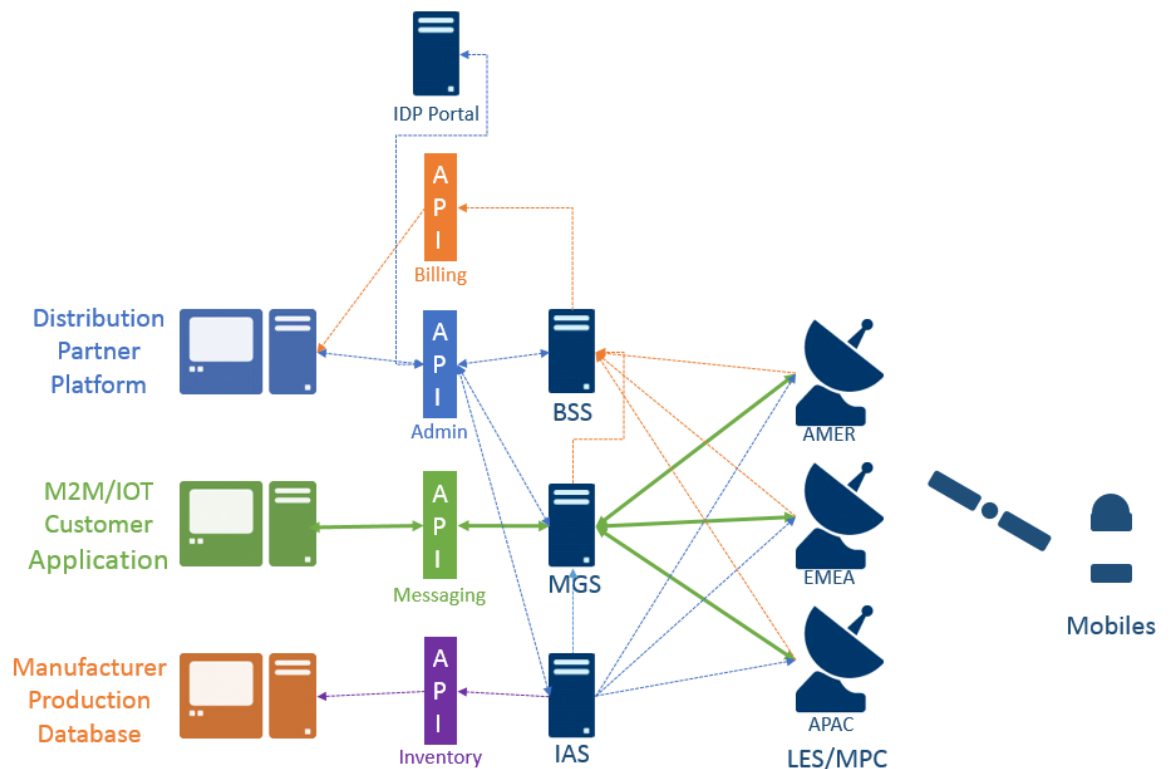 IDP Portal
A
P
I
Billing
Distribution
Partner
Platform
A
P
I
Admin
BSS
AMER
M2M/IOT
Customer
Application
A
P
I
Messaging
MGS
EMEA
Mobiles
Manufacturer
Production
Database
A
P
I
Inventory
IAS
APAC
LES/MPC